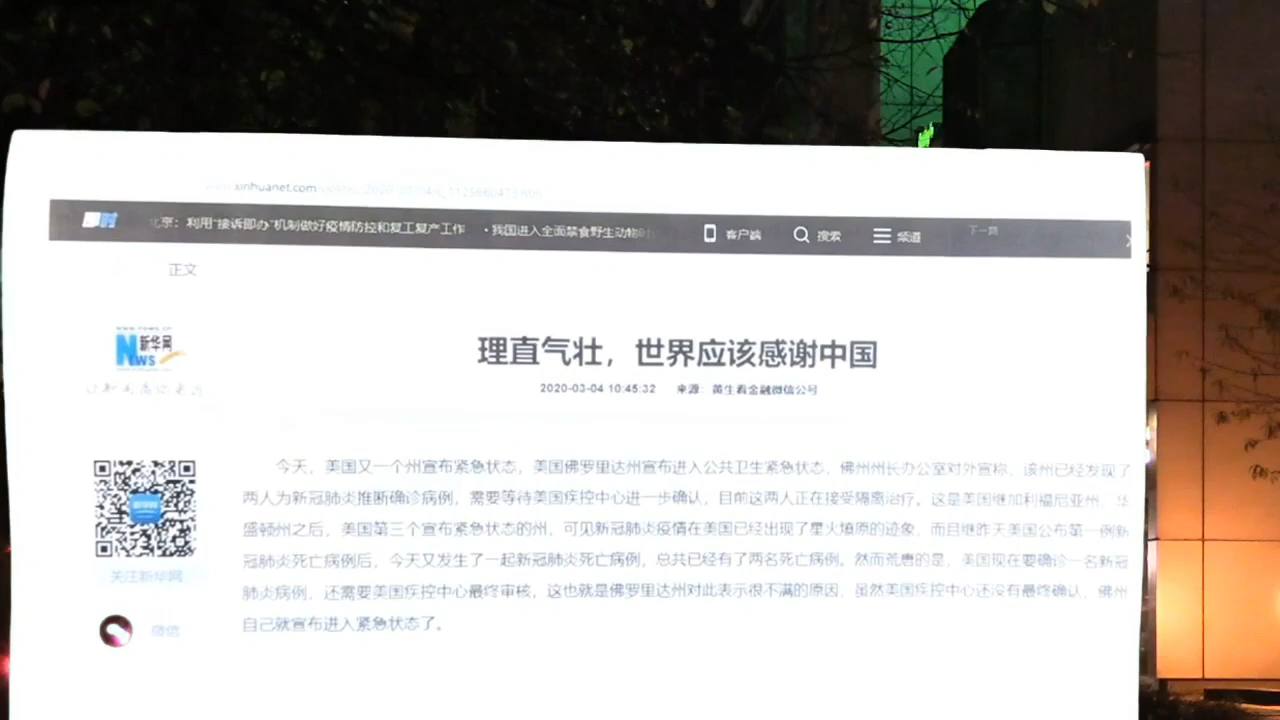 xinhuanet.com
北京：利用"接诉即办"机制做好疫情防控和复工复产工作 ·我国进入全面禁食野生动物时 客户端 搜索 频道 下一篇
正文
www.news.cn
新华网
NEWS
理直气壮，世界应该感谢中国
2020-03-04 10:45:32 来源：黄生看金融微信公号
今天，美国又一个州宣布紧急状态，美国佛罗里达州宣布进入公共卫生紧急状态，佛州州长办公室对外宣称，该州已经发现了
两人为新冠肺炎推断确诊病例，需要等待美国疾控中心进一步确认，目前这两人正在接受隔离治疗。这是美国继加利福尼亚州、华
盛顿州之后，美国第三个宣布紧急状态的州，可见新冠肺炎疫情在美国已经出现了星火燎原的迹象，而且继昨天美国公布第一例新
冠肺炎死亡病例后，今天又发生了一起新冠肺炎死亡病例，总共已经有了两名死亡病例。然而荒唐的是，美国现在要确诊一名新冠
肺炎病例，还需要美国疾控中心最终审核，这也就是佛罗里达州对此表示很不满的原因，虽然美国疾控中心还没有最终确认，佛州
自己就宣布进入紧急状态了。
关注新华网
微信